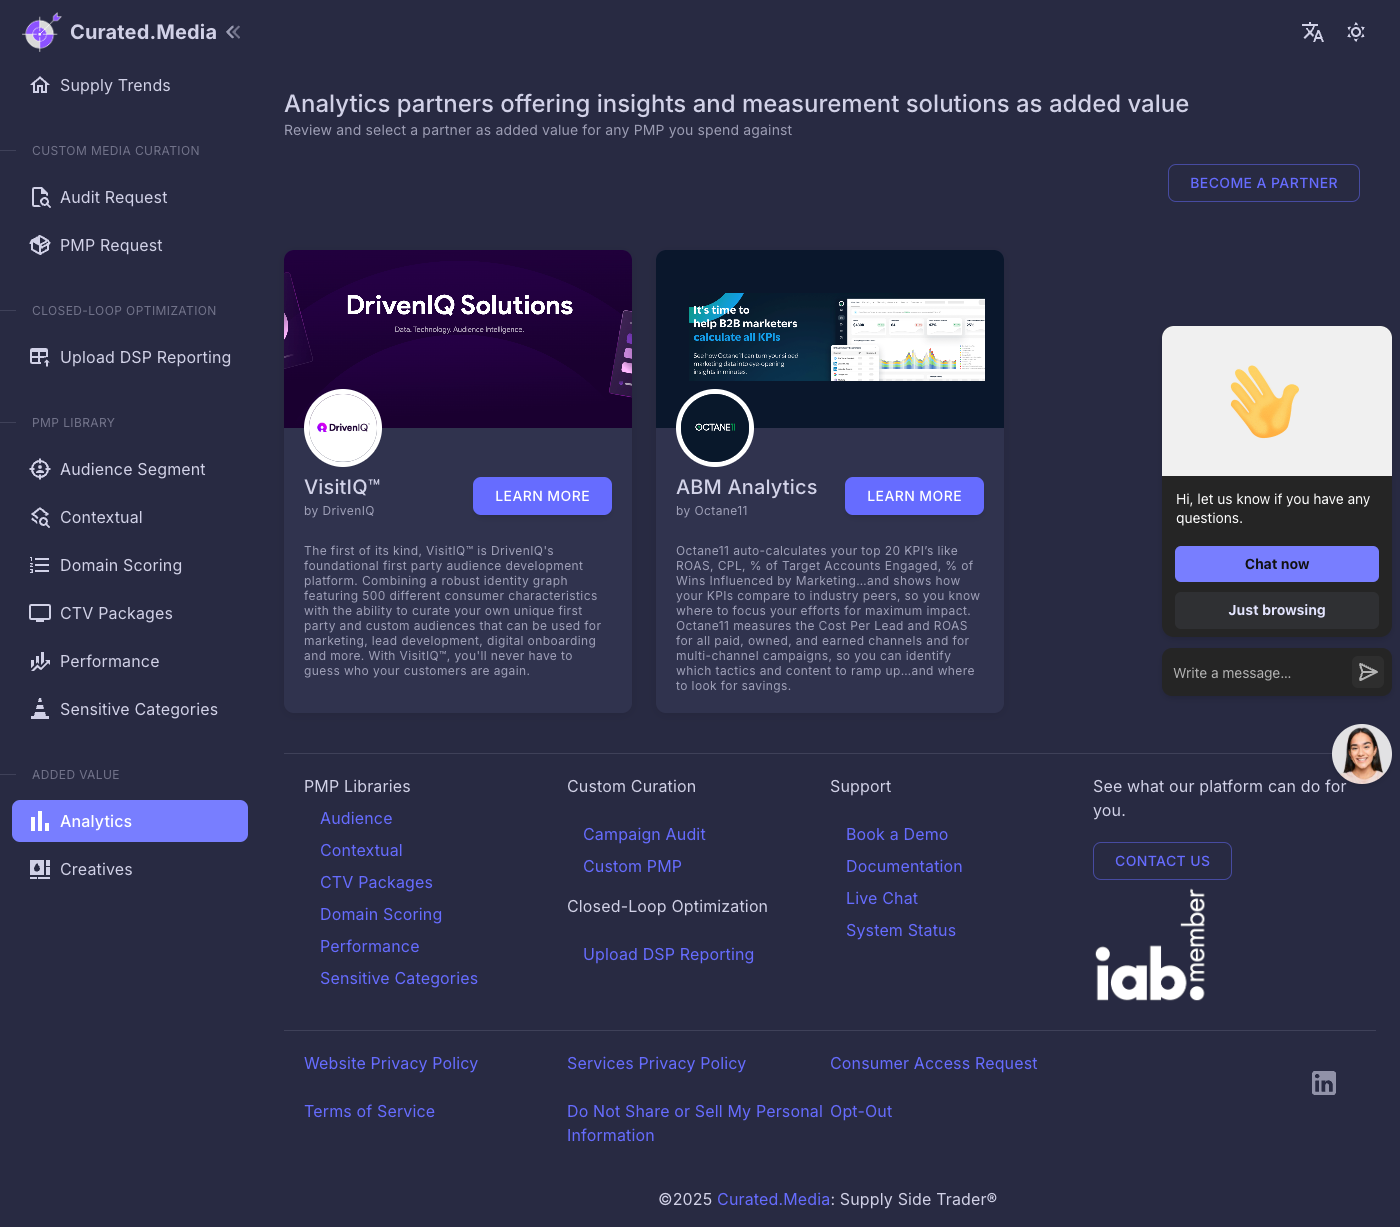 Curated.Media
Supply Trends
CUSTOM MEDIA CURATION
Audit Request
PMP Request
CLOSED-LOOP OPTIMIZATION
Upload DSP Reporting
PMP LIBRARY
Audience Segment
Contextual
Domain Scoring
CTV Packages
Performance
Sensitive Categories
ADDED VALUE
Analytics
Creatives
Analytics partners offering insights and measurement solutions as added value
Review and select a partner as added value for any PMP you spend against
BECOME A PARTNER
DrivenIQ Solutions
Data. Technology. Audience Intelligence.
DrivenIQ
VisitIQ™
by DrivenIQ
LEARN MORE
The first of its kind, VisitIQ™ is DrivenIQ's
foundational first party audience development
platform. Combining a robust identity graph
featuring 500 different consumer characteristics
with the ability to curate your own unique first
party and custom audiences that can be used for
marketing, lead development, digital onboarding
and more. With VisitIQ™, you'll never have to
guess who your customers are again.
It's time to
help B2B marketers
calculate all KPIs
See how Octane11 can turn your siloed
marketing data into eye-opening
insights in minutes.
OCTANE11
ABM Analytics
by Octane11
LEARN MORE
Octane11 auto-calculates your top 20 KPI's like
ROAS, CPL, % of Target Accounts Engaged, % of
Wins Influenced by Marketing…and shows how
your KPIs compare to industry peers, so you know
where to focus your efforts for maximum impact.
Octane11 measures the Cost Per Lead and ROAS
for all paid, owned, and earned channels and for
multi-channel campaigns, so you can identify
which tactics and content to ramp up…and where
to look for savings.
Hi, let us know if you have any
questions.
Chat now
Just browsing
Write a message…
PMP Libraries
Audience
Contextual
CTV Packages
Domain Scoring
Performance
Sensitive Categories
Custom Curation
Campaign Audit
Custom PMP
Closed-Loop Optimization
Upload DSP Reporting
Support
Book a Demo
Documentation
Live Chat
System Status
See what our platform can do for
you.
CONTACT US
iab.
member
Website Privacy Policy
Services Privacy Policy
Consumer Access Request
Terms of Service
Do Not Share or Sell My Personal
Information
Opt-Out
©2025 Curated.Media: Supply Side Trader®